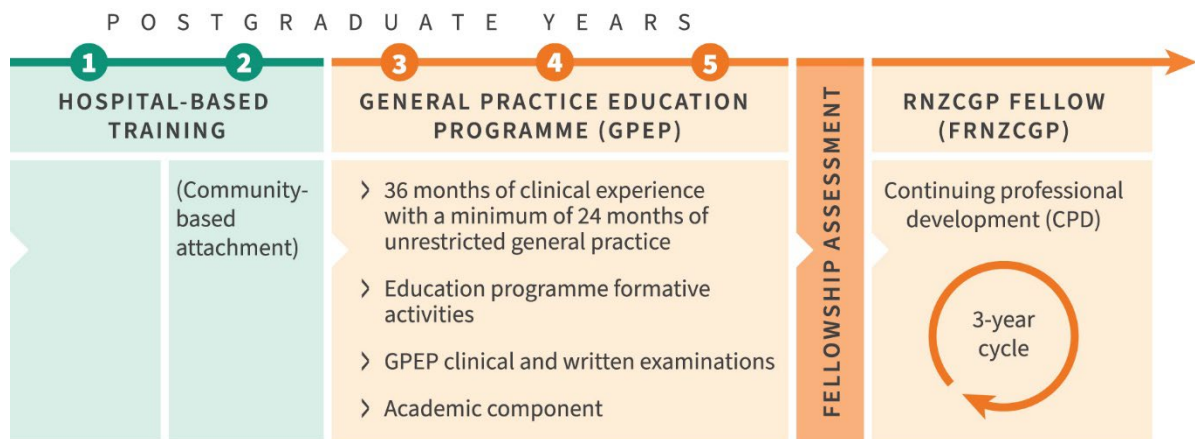 POSTGRADUATE YEARS
1 2 3 4 5
HOSPITAL-BASED
TRAINING
(Community-
based
attachment)
GENERAL PRACTICE EDUCATION
PROGRAMME (GPEP)
> 36 months of clinical experience
with a minimum of 24 months of
unrestricted general practice
> Education programme formative
activities
> GPEP clinical and written examinations
> Academic component
FELLOWSHIP ASSESSMENT
RNZCGP FELLOW
(FRNZCGP)
Continuing professional
development (CPD)
3-year
cycle